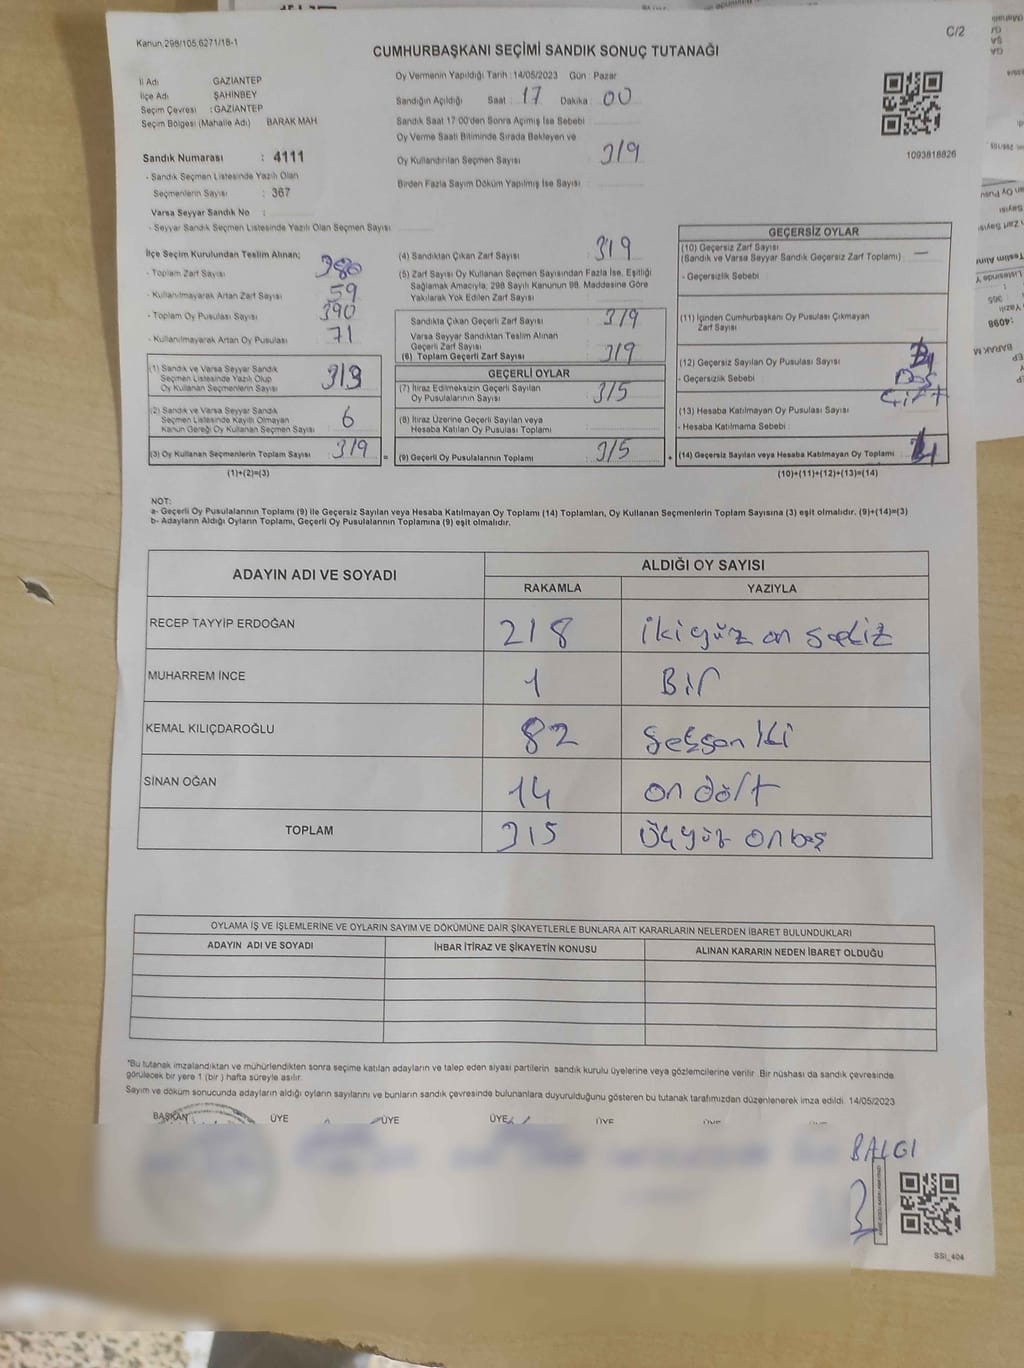 Kanun.298/105,6271/18-1
C/2
CUMHURBAŞKANI SEÇİMİ SANDIK SONUÇ TUTANAĞI
İl Adı GAZİANTEP
İlçe Adı ŞAHİNBEY
Seçim Çevresi : GAZİANTEP
Seçim Bölgesi (Mahalle Adı) BARAK MAH
Sandık Numarası : 4111
- Sandık Seçmen Listesinde Yazılı Olan
Seçmenlerin Sayısı : 367
Varsa Seyyar Sandık No :
- Seyyar Sandık Seçmen Listesinde Yazılı Olan Seçmen Sayısı
Oy Vermenin Yapıldığı Tarih :14/05/2023 Gün : Pazar
Sandığın Açıldığı Saat : 17 Dakika : 00
Sandık Saat 17:00'den Sonra Açılmış İse Sebebi :
Oy Verme Saati Bitiminde Sırada Bekleyen ve
Oy Kullandırılan Seçmen Sayısı : 319
Birden Fazla Sayım Döküm Yapılmış İse Sayısı :
1093818826
İlçe Seçim Kurulundan Teslim Alınan;
- Toplam Zarf Sayısı 380
- Kullanılmayarak Artan Zarf Sayısı 59
- Toplam Oy Pusulası Sayısı 390
- Kullanılmayarak Artan Oy Pusulası 71
(1) Sandık ve Varsa Seyyar Sandık
Seçmen Listesinde Yazılı Olup
Oy Kullanan Seçmenlerin Sayısı 313
(2) Sandık ve Varsa Seyyar Sandık
Seçmen Listesinde Kayıtlı Olmayan
Kanun Gereği Oy Kullanan Seçmen Sayısı : 6
(3) Oy Kullanan Seçmenlerin Toplam Sayısı : 319
(1)+(2)=(3)
(4) Sandıktan Çıkan Zarf Sayısı : 319
(5) Zarf Sayısı Oy Kullanan Seçmen Sayısından Fazla İse, Eşitliği
Sağlamak Amacıyla, 298 Sayılı Kanunun 98. Maddesine Göre
Yakılarak Yok Edilen Zarf Sayısı :
Sandıkta Çıkan Geçerli Zarf Sayısı : 319
Varsa Seyyar Sandıktan Teslim Alınan
Geçerli Zarf Sayısı :
(6) Toplam Geçerli Zarf Sayısı : 319
GEÇERLİ OYLAR
(7) İtiraz Edilmeksizin Geçerli Sayılan
Oy Pusulalarının Sayısı : 315
(8) İtiraz Üzerine Geçerli Sayılan veya
Hesaba Katılan Oy Pusulası Toplamı :
= (9) Geçerli Oy Pusulalarının Toplamı : 315 +
GEÇERSİZ OYLAR
(10) Geçersiz Zarf Sayısı
(Sandık ve Varsa Seyyar Sandık Geçersiz Zarf Toplamı) : —
- Geçersizlik Sebebi :
(11) İçinden Cumhurbaşkanı Oy Pusulası Çıkmayan
Zarf Sayısı :
(12) Geçersiz Sayılan Oy Pusulası Sayısı
- Geçersizlik Sebebi : Boş
Çift
(13) Hesaba Katılmayan Oy Pusulası Sayısı :
- Hesaba Katılmama Sebebi :
(14) Geçersiz Sayılan veya Hesaba Katılmayan Oy Toplamı :
(10)+(11)+(12)+(13)=(14)
NOT:
a- Geçerli Oy Pusulalarının Toplamı (9) ile Geçersiz Sayılan veya Hesaba Katılmayan Oy Toplamı (14) Toplamları, Oy Kullanan Seçmenlerin Toplam Sayısına (3) eşit olmalıdır. (9)+(14)=(3)
b- Adayların Aldığı Oyların Toplamı, Geçerli Oy Pusulalarının Toplamına (9) eşit olmalıdır.
ADAYIN ADI VE SOYADI ALDIĞI OY SAYISI
RAKAMLA YAZIYLA
RECEP TAYYİP ERDOĞAN 218 ikiyüz on sekiz
MUHARREM İNCE 1 Bir
KEMAL KILIÇDAROĞLU 82 Seksen iki
SİNAN OĞAN 14 on dört
TOPLAM 315 Üçyüz onbeş
OYLAMA İŞ VE İŞLEMLERİNE VE OYLARIN SAYIM VE DÖKÜMÜNE DAİR ŞİKAYETLERLE BUNLARA AİT KARARLARIN NELERDEN İBARET BULUNDUKLARI
ADAYIN ADI VE SOYADI İHBAR İTİRAZ VE ŞİKAYETİN KONUSU ALINAN KARARIN NEDEN İBARET OLDUĞU
*Bu tutanak imzalandıktan ve mühürlendikten sonra seçime katılan adayların ve talep eden siyasi partilerin sandık kurulu üyelerine veya gözlemcilerine verilir. Bir nüshası da sandık çevresinde
görülecek bir yere 1 (bir) hafta süreyle asılır.
Sayım ve döküm sonucunda adayların aldığı oyların sayılarını ve bunların sandık çevresinde bulunanlara duyurulduğunu gösteren bu tutanak tarafımızdan düzenlenerek imza edildi. 14/05/2023
BAŞKAN ÜYE ÜYE ÜYE ÜYE ÜYE ÜYE
BALGI
SSİ_404